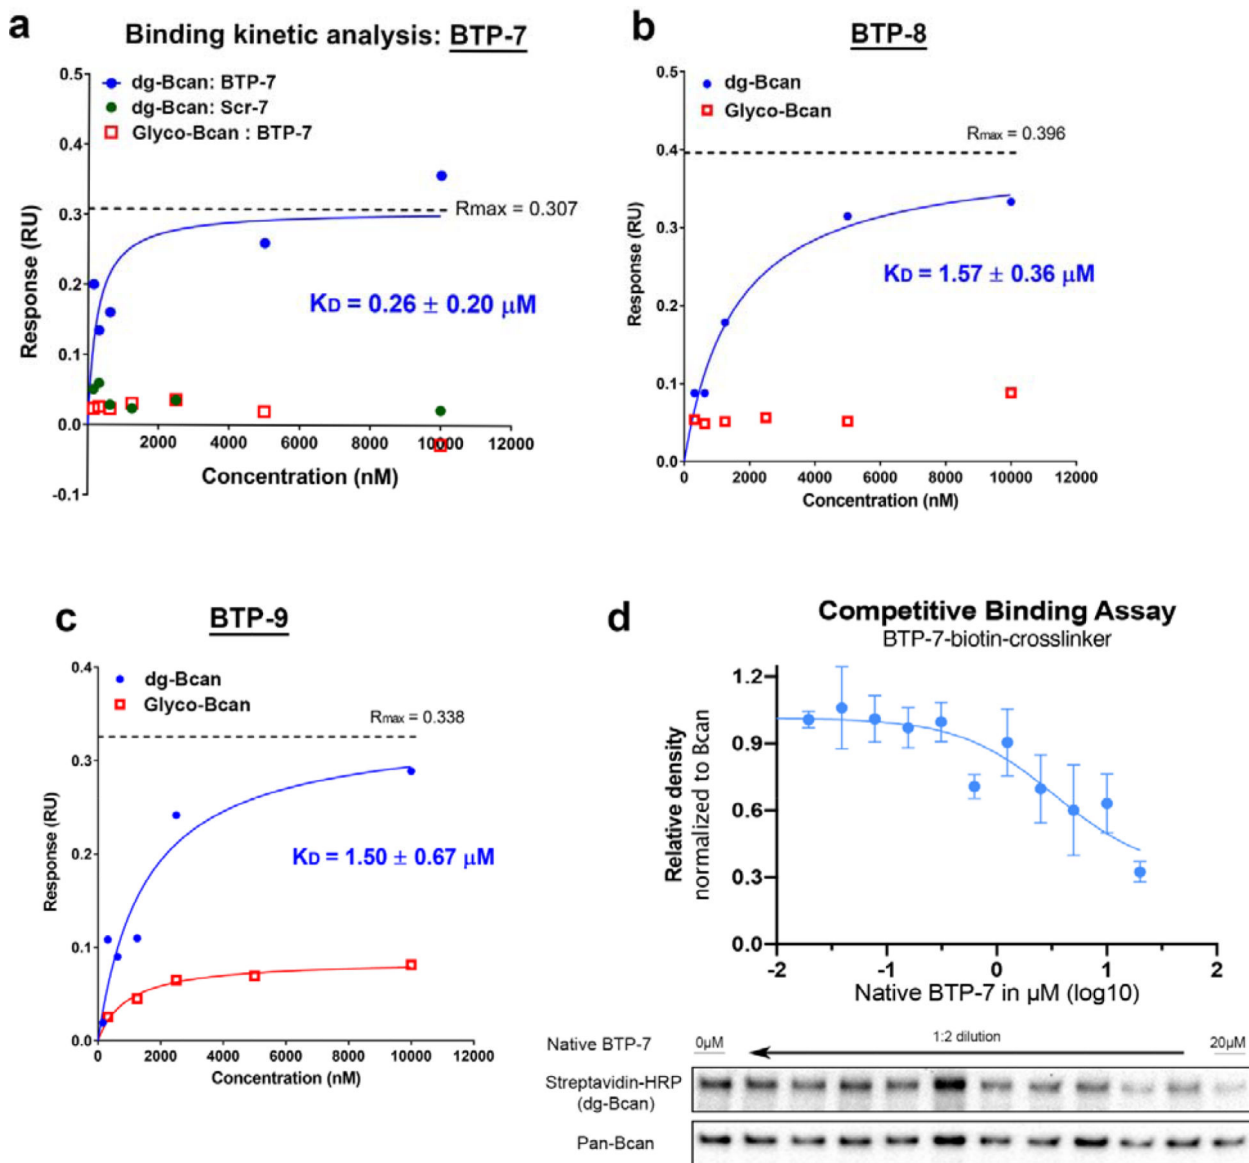 a
Binding kinetic analysis: BTP-7
dg-Bcan: BTP-7
dg-Bcan: Scr-7
Glyco-Bcan : BTP-7
Rmax = 0.307
KD = 0.26 ± 0.20 µM
Response (RU)
0.5
0.4
0.3
0.2
0.1
0.0
-0.1
2000 4000 6000 8000 10000 12000
Concentration (nM)
b
BTP-8
dg-Bcan
Glyco-Bcan
Rmax = 0.396
KD = 1.57 ± 0.36 µM
Response (RU)
0.5
0.4
0.3
0.2
0.1
0.0
0 2000 4000 6000 8000 10000 12000
Concentration (nM)
c
BTP-9
dg-Bcan
Glyco-Bcan
Rmax = 0.338
KD = 1.50 ± 0.67 µM
Response (RU)
0.4
0.3
0.2
0.1
0.0
0 2000 4000 6000 8000 10000 12000
Concentration (nM)
d
Competitive Binding Assay
BTP-7-biotin-crosslinker
Relative density
normalized to Bcan
1.2
0.9
0.6
0.3
0.0
-2 -1 0 1 2
Native BTP-7 in µM (log10)
Native BTP-7 0µM 1:2 dilution 20µM
Streptavidin-HRP
(dg-Bcan)
Pan-Bcan